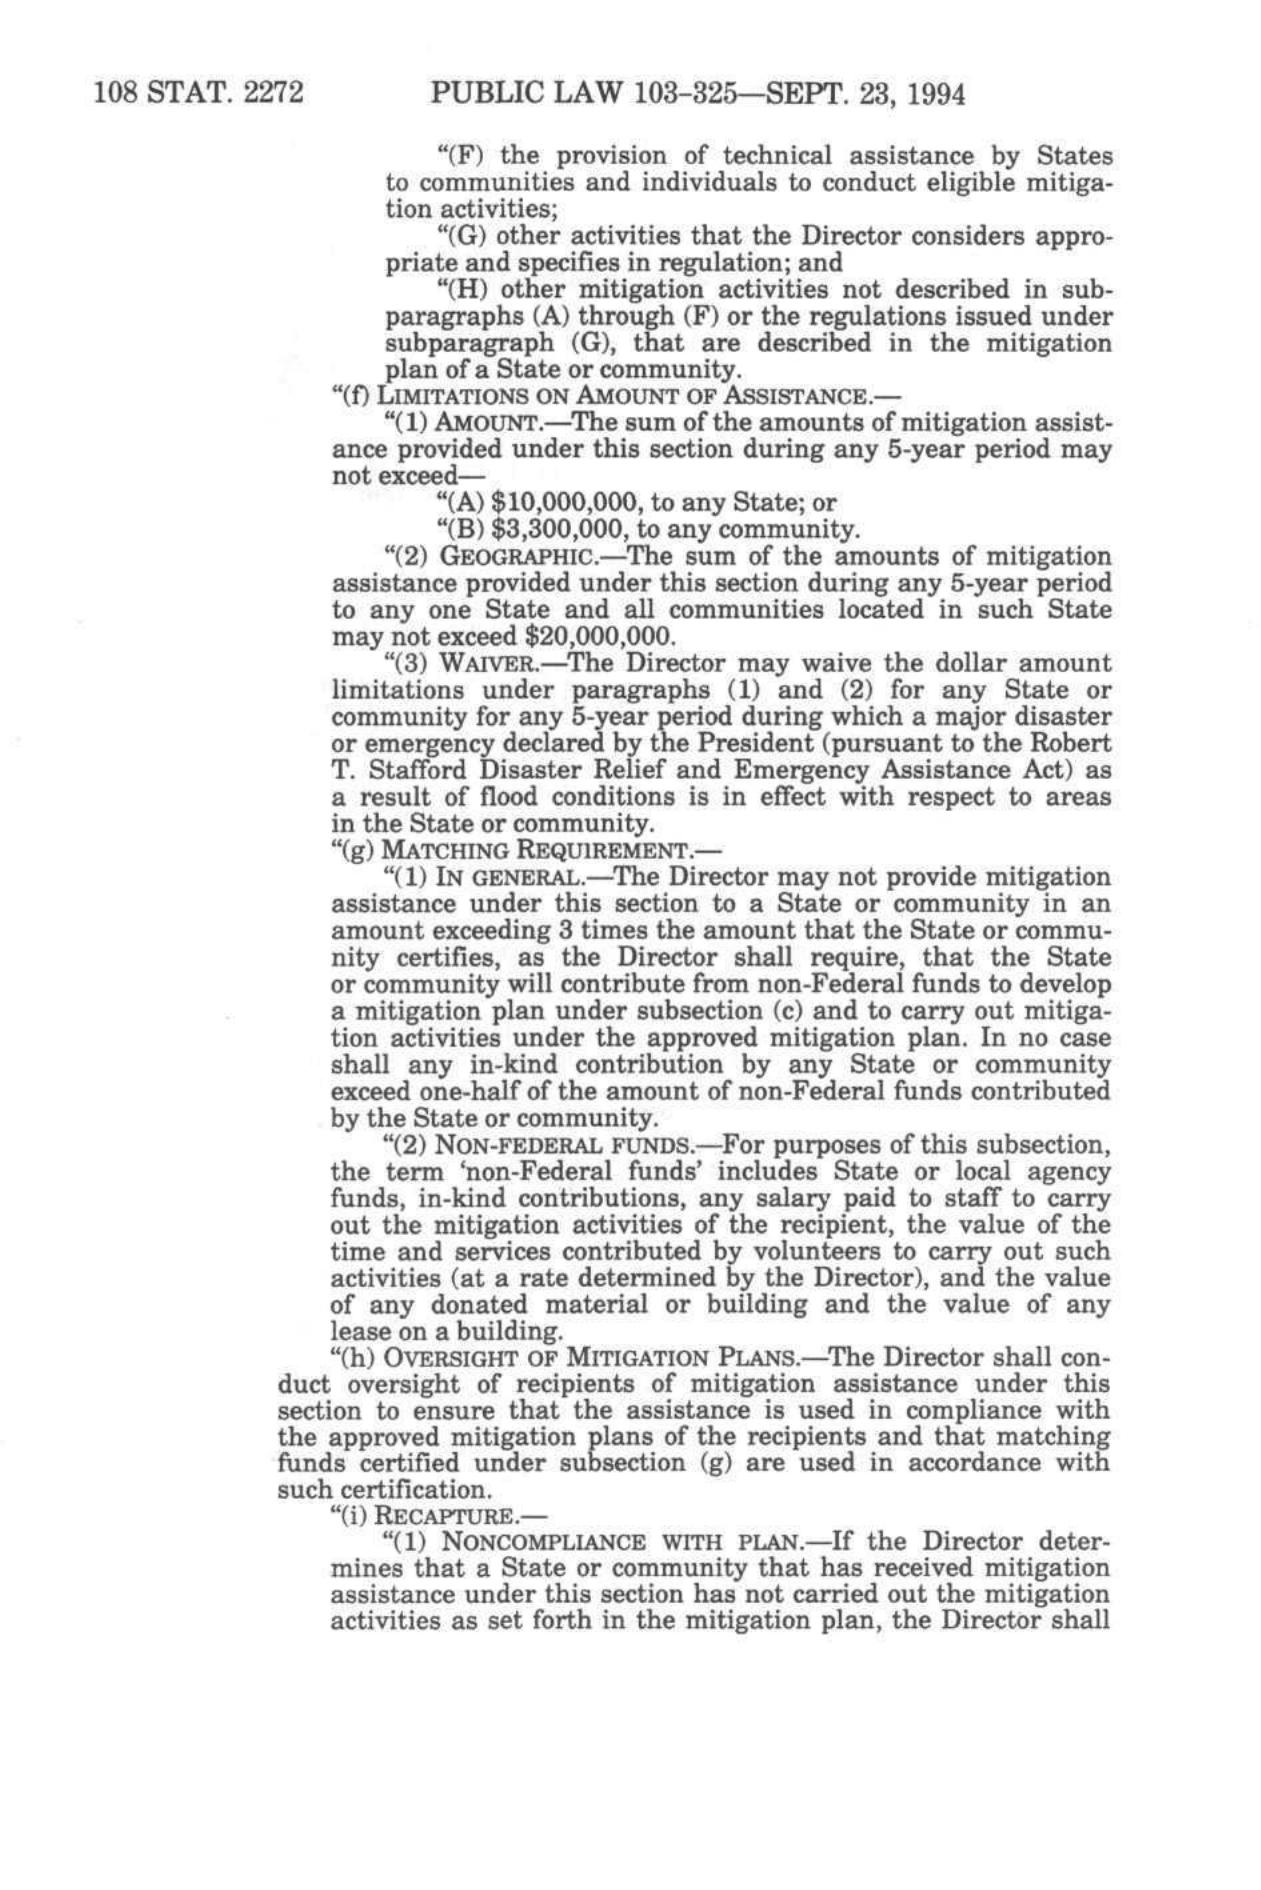 108 STAT. 2272 PUBLIC LAW 103–325—SEPT. 23, 1994
“(F) the provision of technical assistance by States
to communities and individuals to conduct eligible mitiga-
tion activities;
“(G) other activities that the Director considers appro-
priate and specifies in regulation; and
“(H) other mitigation activities not described in sub-
paragraphs (A) through (F) or the regulations issued under
subparagraph (G), that are described in the mitigation
plan of a State or community.
“(f) LIMITATIONS ON AMOUNT OF ASSISTANCE.—
“(1) AMOUNT.—The sum of the amounts of mitigation assist-
ance provided under this section during any 5-year period may
not exceed—
“(A) $10,000,000, to any State; or
“(B) $3,300,000, to any community.
“(2) GEOGRAPHIC.—The sum of the amounts of mitigation
assistance provided under this section during any 5-year period
to any one State and all communities located in such State
may not exceed $20,000,000.
“(3) WAIVER.—The Director may waive the dollar amount
limitations under paragraphs (1) and (2) for any State or
community for any 5-year period during which a major disaster
or emergency declared by the President (pursuant to the Robert
T. Stafford Disaster Relief and Emergency Assistance Act) as
a result of flood conditions is in effect with respect to areas
in the State or community.
“(g) MATCHING REQUIREMENT.—
“(1) IN GENERAL.—The Director may not provide mitigation
assistance under this section to a State or community in an
amount exceeding 3 times the amount that the State or commu-
nity certifies, as the Director shall require, that the State
or community will contribute from non-Federal funds to develop
a mitigation plan under subsection (c) and to carry out mitiga-
tion activities under the approved mitigation plan. In no case
shall any in-kind contribution by any State or community
exceed one-half of the amount of non-Federal funds contributed
by the State or community.
“(2) NON-FEDERAL FUNDS.—For purposes of this subsection,
the term ‘non-Federal funds’ includes State or local agency
funds, in-kind contributions, any salary paid to staff to carry
out the mitigation activities of the recipient, the value of the
time and services contributed by volunteers to carry out such
activities (at a rate determined by the Director), and the value
of any donated material or building and the value of any
lease on a building.
“(h) OVERSIGHT OF MITIGATION PLANS.—The Director shall con-
duct oversight of recipients of mitigation assistance under this
section to ensure that the assistance is used in compliance with
the approved mitigation plans of the recipients and that matching
funds certified under subsection (g) are used in accordance with
such certification.
“(i) RECAPTURE.—
“(1) NONCOMPLIANCE WITH PLAN.—If the Director deter-
mines that a State or community that has received mitigation
assistance under this section has not carried out the mitigation
activities as set forth in the mitigation plan, the Director shall